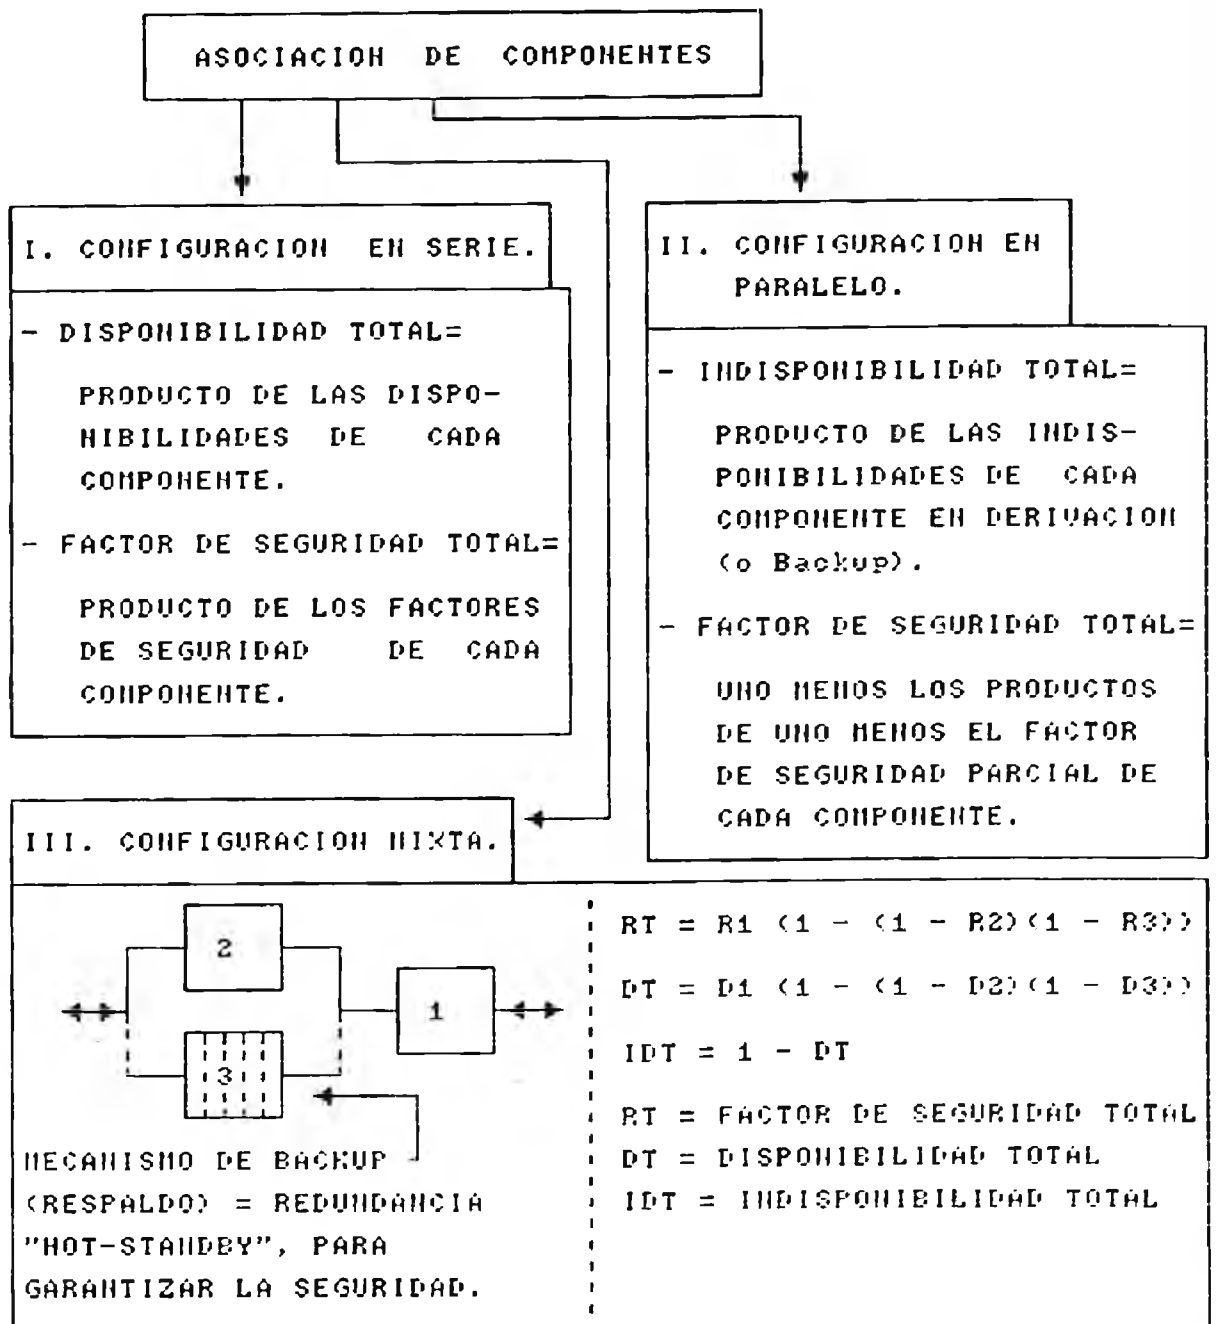 ASOCIACION DE COMPONENTES
I. CONFIGURACION EN SERIE.
- DISPONIBILIDAD TOTAL=
PRODUCTO DE LAS DISPO-
NIBILIDADES DE CADA
COMPONENTE.
- FACTOR DE SEGURIDAD TOTAL=
PRODUCTO DE LOS FACTORES
DE SEGURIDAD DE CADA
COMPONENTE.
II. CONFIGURACION EN
PARALELO.
- INDISPONIBILIDAD TOTAL=
PRODUCTO DE LAS INDIS-
PONIBILIDADES DE CADA
COMPONENTE EN DERIVACION
(o Backup).
- FACTOR DE SEGURIDAD TOTAL=
UNO MENOS LOS PRODUCTOS
DE UNO MENOS EL FACTOR
DE SEGURIDAD PARCIAL DE
CADA COMPONENTE.
III. CONFIGURACION MIXTA.
2
1
3
MECANISMO DE BACKUP
(RESPALDO) = REDUNDANCIA
"HOT-STANDBY", PARA
GARANTIZAR LA SEGURIDAD.
RT = R1 (1 - (1 - R2)(1 - R3))
DT = D1 (1 - (1 - D2)(1 - D3))
IDT = 1 - DT
RT = FACTOR DE SEGURIDAD TOTAL
DT = DISPONIBILIDAD TOTAL
IDT = INDISPONIBILIDAD TOTAL